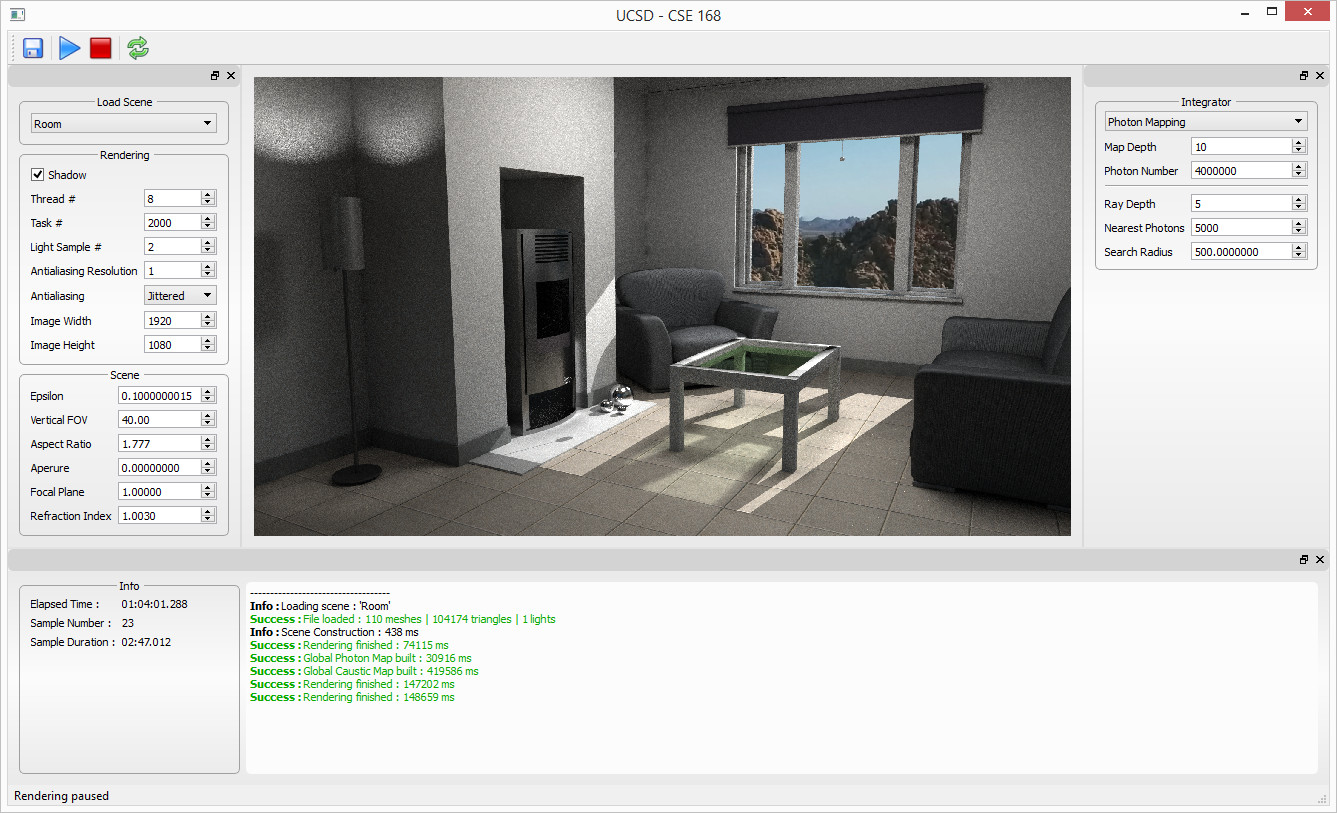 UCSD - CSE 168
Load Scene
Room
Rendering
Shadow
Thread # 8
Task # 2000
Light Sample # 2
Antialiasing Resolution 1
Antialiasing Jittered
Image Width 1920
Image Height 1080
Scene
Epsilon 0.1000000015
Vertical FOV 40.00
Aspect Ratio 1.777
Aperure 0.00000000
Focal Plane 1.00000
Refraction Index 1.0030
Integrator
Photon Mapping
Map Depth 10
Photon Number 4000000
Ray Depth 5
Nearest Photons 5000
Search Radius 500.0000000
Info
Elapsed Time : 01:04:01.288
Sample Number : 23
Sample Duration : 02:47.012
-----------------------------------
Info : Loading scene : 'Room'
Success : File loaded : 110 meshes | 104174 triangles | 1 lights
Info : Scene Construction : 438 ms
Success : Rendering finished : 74115 ms
Success : Global Photon Map built : 30916 ms
Success : Global Caustic Map built : 419586 ms
Success : Rendering finished : 147202 ms
Success : Rendering finished : 148659 ms
Rendering paused